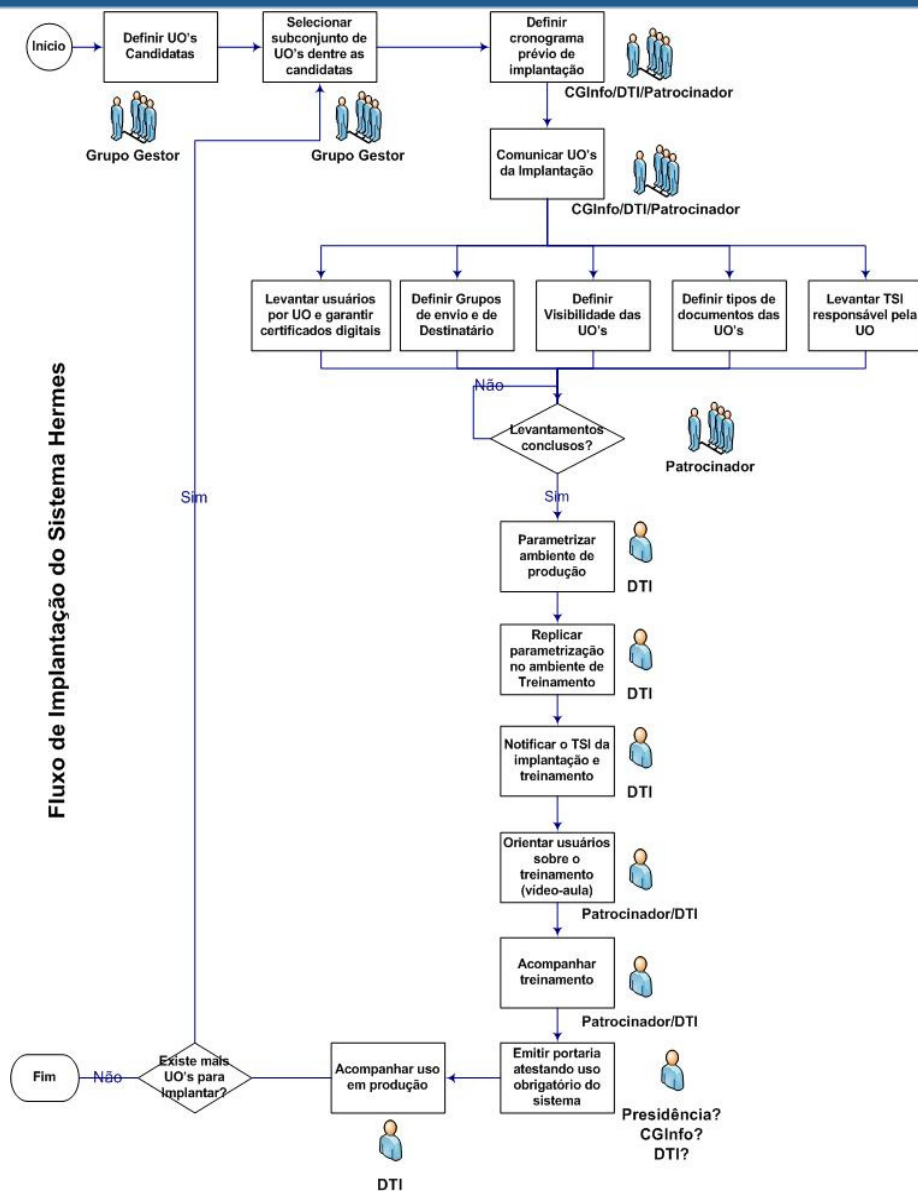 Início
Definir UO's
Candidatas
Grupo Gestor
Selecionar
subconjunto de
UO's dentre as
candidatas
Grupo Gestor
Definir
cronograma
prévio de
implantação
CGInfo/DTI/Patrocinador
Comunicar UO's
da Implantação
CGInfo/DTI/Patrocinador
Levantar usuários
por UO e garantir
certificados digitais
Definir Grupos
de envio e de
Destinatário
Definir
Visibilidade das
UO's
Definir tipos de
documentos das
UO's
Levantar TSI
responsável pela
UO
Não
Levantamentos
conclusos?
Patrocinador
Sim
Parametrizar
ambiente de
produção
DTI
Replicar
parametrização
no ambiente de
Treinamento
DTI
Notificar o TSI da
implantação e
treinamento
DTI
Orientar usuários
sobre o
treinamento
(vídeo-aula)
Patrocinador/DTI
Acompanhar
treinamento
Patrocinador/DTI
Emitir portaria
atestando uso
obrigatório do
sistema
Presidência?
CGInfo?
DTI?
Acompanhar uso
em produção
DTI
Existe mais
UO's para
Implantar?
Sim
Não
Fim
Fluxo de Implantação do Sistema Hermes